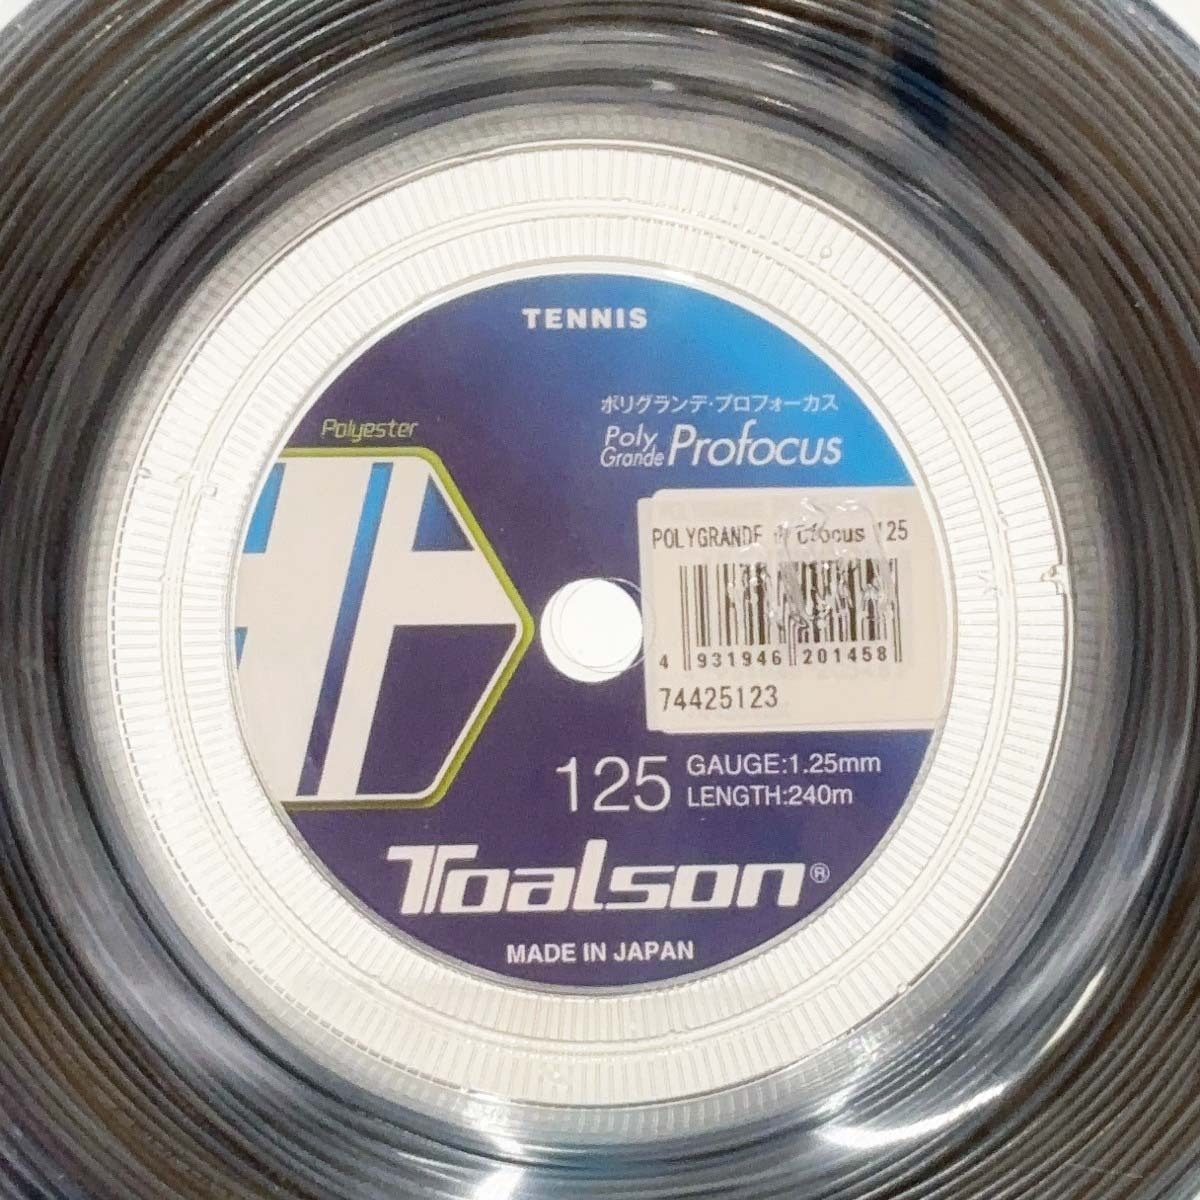 TENNIS
ポリグランデ・プロフォーカス
Polyester
Poly Grande Profocus
POLYGRANDE 125
4 931946 201458
74425123
125
GAUGE:1.25mm
LENGTH:240m
Toalson®
MADE IN JAPAN